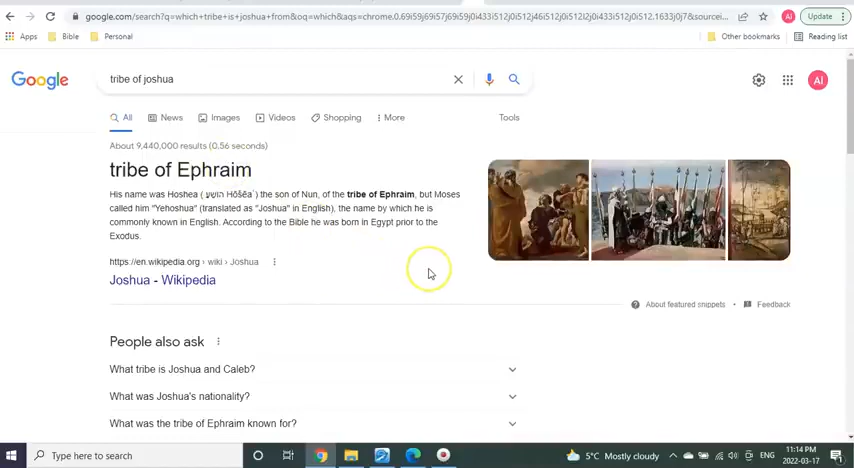 google.com/search?q=which+tribe+is+joshua+from&oq=which&aqs=chrome.0.69i59j69i57j69i59j0i433i512j0i512j46i512j0i512l2j0i433i512j0i512.1633j0j7&sourcei...
AI
Update
Apps
Bible
Personal
Other bookmarks
Reading list
Google
tribe of joshua
AI
All
News
Images
Videos
Shopping
More
Tools
About 9,440,000 results (0.56 seconds)
tribe of Ephraim
His name was Hoshea ( הוֹשֵׁעַ Hōšēaʿ) the son of Nun, of the tribe of Ephraim, but Moses
called him "Yehoshua" (translated as "Joshua" in English), the name by which he is
commonly known in English. According to the Bible he was born in Egypt prior to the
Exodus.
https://en.wikipedia.org › wiki › Joshua
Joshua - Wikipedia
About featured snippets • Feedback
People also ask
What tribe is Joshua and Caleb?
What was Joshua's nationality?
What was the tribe of Ephraim known for?
Type here to search
5°C Mostly cloudy
ENG
11:14 PM
2022-03-17